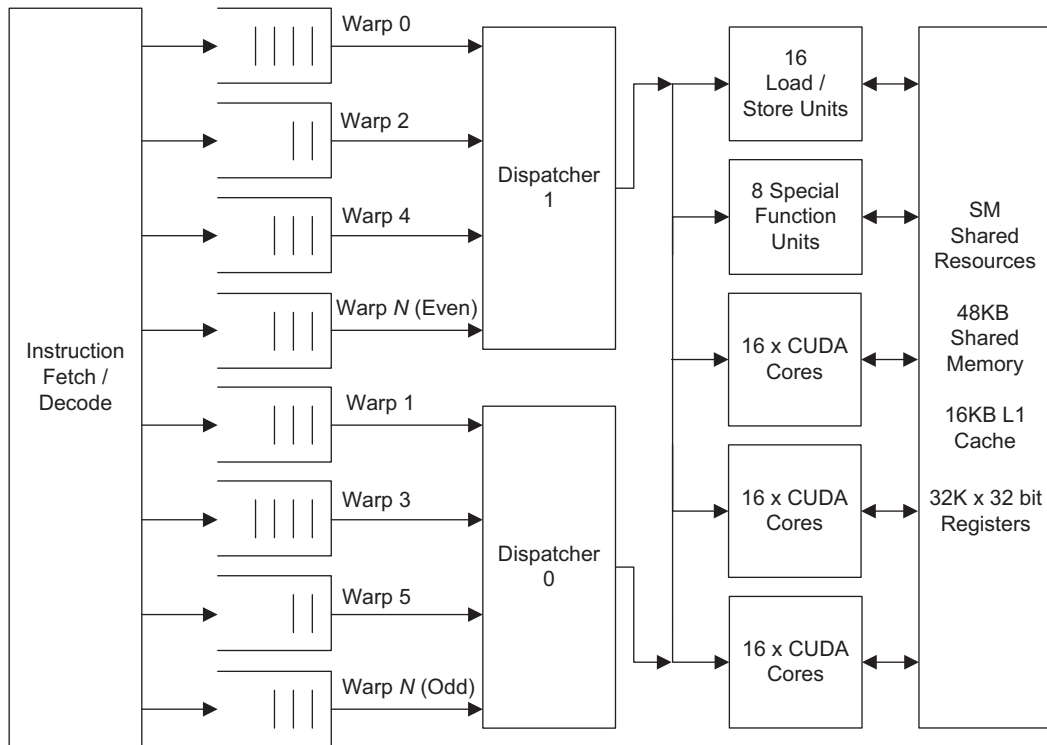 Instruction
Fetch /
Decode
Warp 0
Warp 2
Warp 4
Warp N (Even)
Warp 1
Warp 3
Warp 5
Warp N (Odd)
Dispatcher
1
Dispatcher
0
16
Load /
Store Units
8 Special
Function
Units
16 x CUDA
Cores
16 x CUDA
Cores
16 x CUDA
Cores
SM
Shared
Resources
48KB
Shared
Memory
16KB L1
Cache
32K x 32 bit
Registers